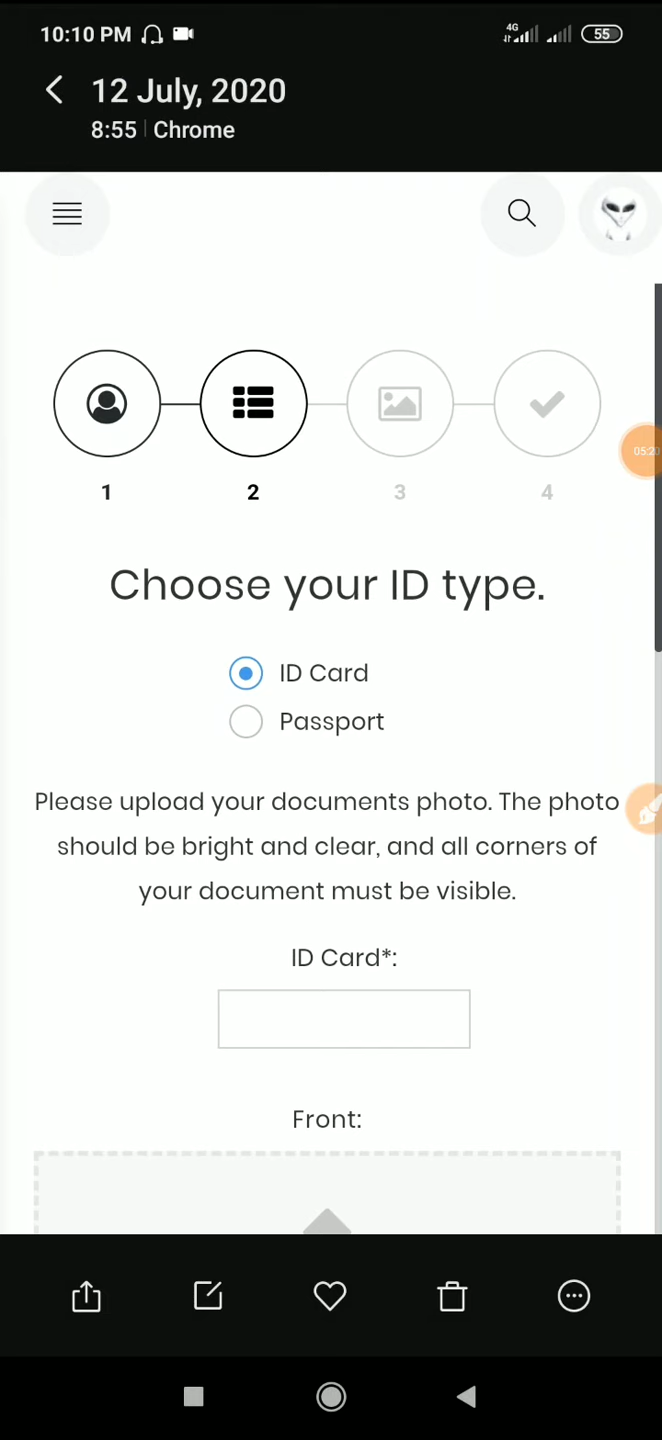 10:10 PM 4G 55
12 July, 2020
8:55 | Chrome
1 2 3 4
05:20
Choose your ID type.
ID Card
Passport
Please upload your documents photo. The photo
should be bright and clear, and all corners of
your document must be visible.
ID Card*:
Front: